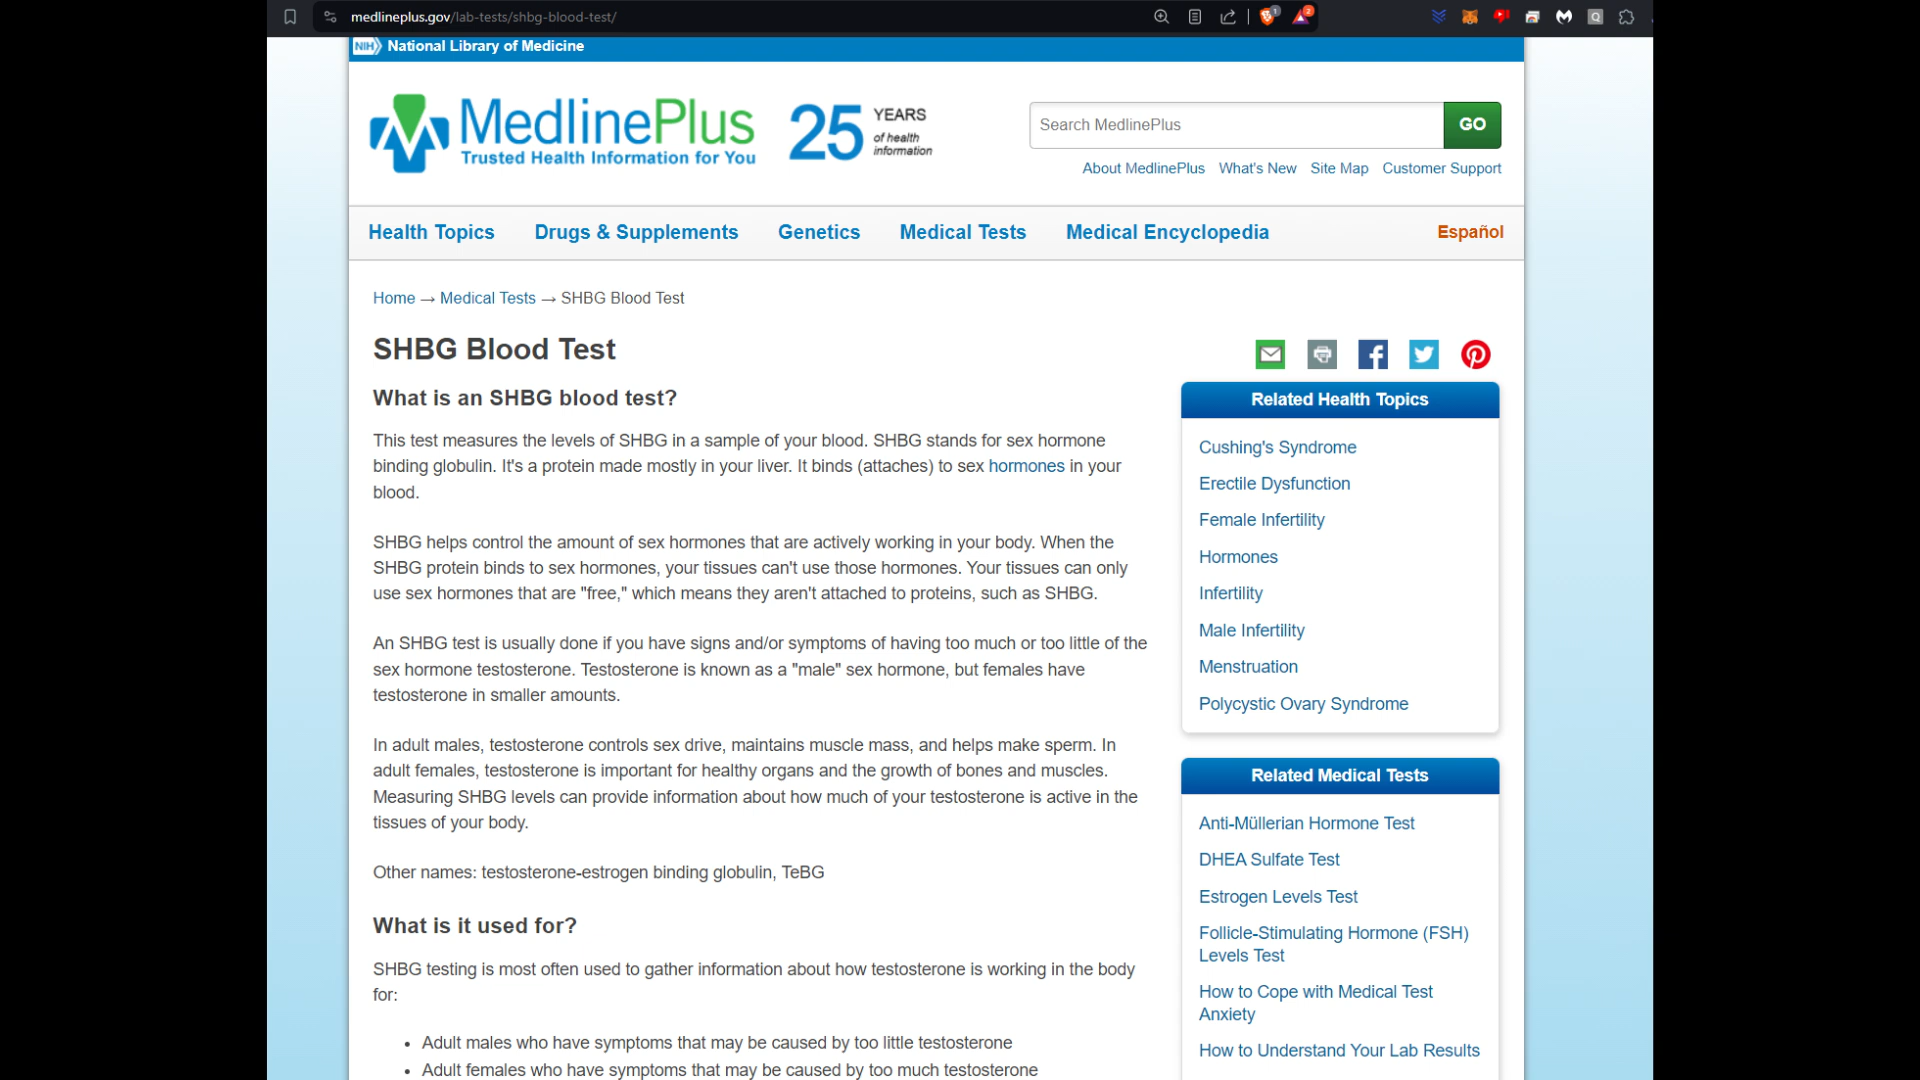 medlineplus.gov/lab-tests/shbg-blood-test/
1
2
NIH National Library of Medicine
MedlinePlus
Trusted Health Information for You
25 YEARS
of health
information
Search MedlinePlus
GO
About MedlinePlus What's New Site Map Customer Support
Health Topics Drugs & Supplements Genetics Medical Tests Medical Encyclopedia Español
Home → Medical Tests → SHBG Blood Test
SHBG Blood Test
What is an SHBG blood test?
This test measures the levels of SHBG in a sample of your blood. SHBG stands for sex hormone
binding globulin. It's a protein made mostly in your liver. It binds (attaches) to sex hormones in your
blood.
SHBG helps control the amount of sex hormones that are actively working in your body. When the
SHBG protein binds to sex hormones, your tissues can't use those hormones. Your tissues can only
use sex hormones that are "free," which means they aren't attached to proteins, such as SHBG.
An SHBG test is usually done if you have signs and/or symptoms of having too much or too little of the
sex hormone testosterone. Testosterone is known as a "male" sex hormone, but females have
testosterone in smaller amounts.
In adult males, testosterone controls sex drive, maintains muscle mass, and helps make sperm. In
adult females, testosterone is important for healthy organs and the growth of bones and muscles.
Measuring SHBG levels can provide information about how much of your testosterone is active in the
tissues of your body.
Other names: testosterone-estrogen binding globulin, TeBG
What is it used for?
SHBG testing is most often used to gather information about how testosterone is working in the body
for:
• Adult males who have symptoms that may be caused by too little testosterone
• Adult females who have symptoms that may be caused by too much testosterone
Related Health Topics
Cushing's Syndrome
Erectile Dysfunction
Female Infertility
Hormones
Infertility
Male Infertility
Menstruation
Polycystic Ovary Syndrome
Related Medical Tests
Anti-Müllerian Hormone Test
DHEA Sulfate Test
Estrogen Levels Test
Follicle-Stimulating Hormone (FSH)
Levels Test
How to Cope with Medical Test
Anxiety
How to Understand Your Lab Results